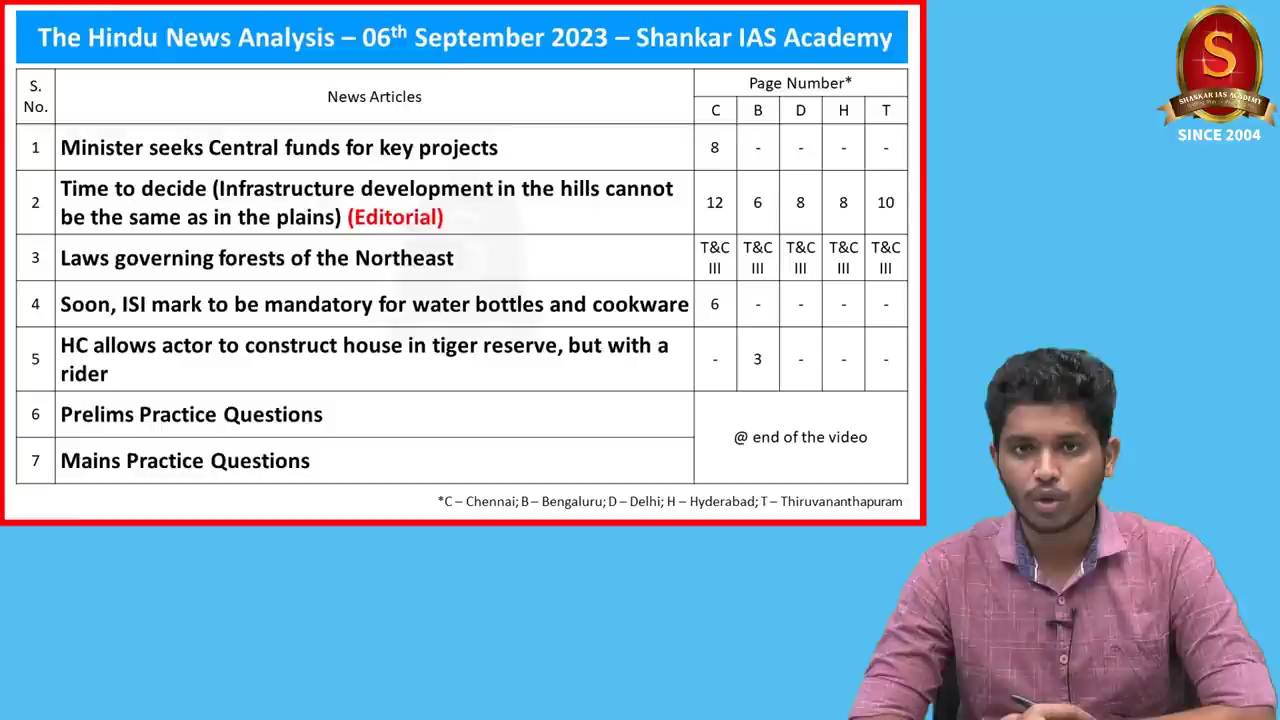 The Hindu News Analysis – 06th September 2023 – Shankar IAS Academy
S. No. News Articles Page Number*
C B D H T
1 Minister seeks Central funds for key projects 8 - - - -
2 Time to decide (Infrastructure development in the hills cannot
be the same as in the plains) (Editorial) 12 6 8 8 10
3 Laws governing forests of the Northeast T&C III T&C III T&C III T&C III T&C III
4 Soon, ISI mark to be mandatory for water bottles and cookware 6 - - - -
5 HC allows actor to construct house in tiger reserve, but with a
rider - 3 - - -
6 Prelims Practice Questions
@ end of the video
7 Mains Practice Questions
*C – Chennai; B – Bengaluru; D – Delhi; H – Hyderabad; T – Thiruvananthapuram
S
SHANKAR IAS ACADEMY
SINCE 2004